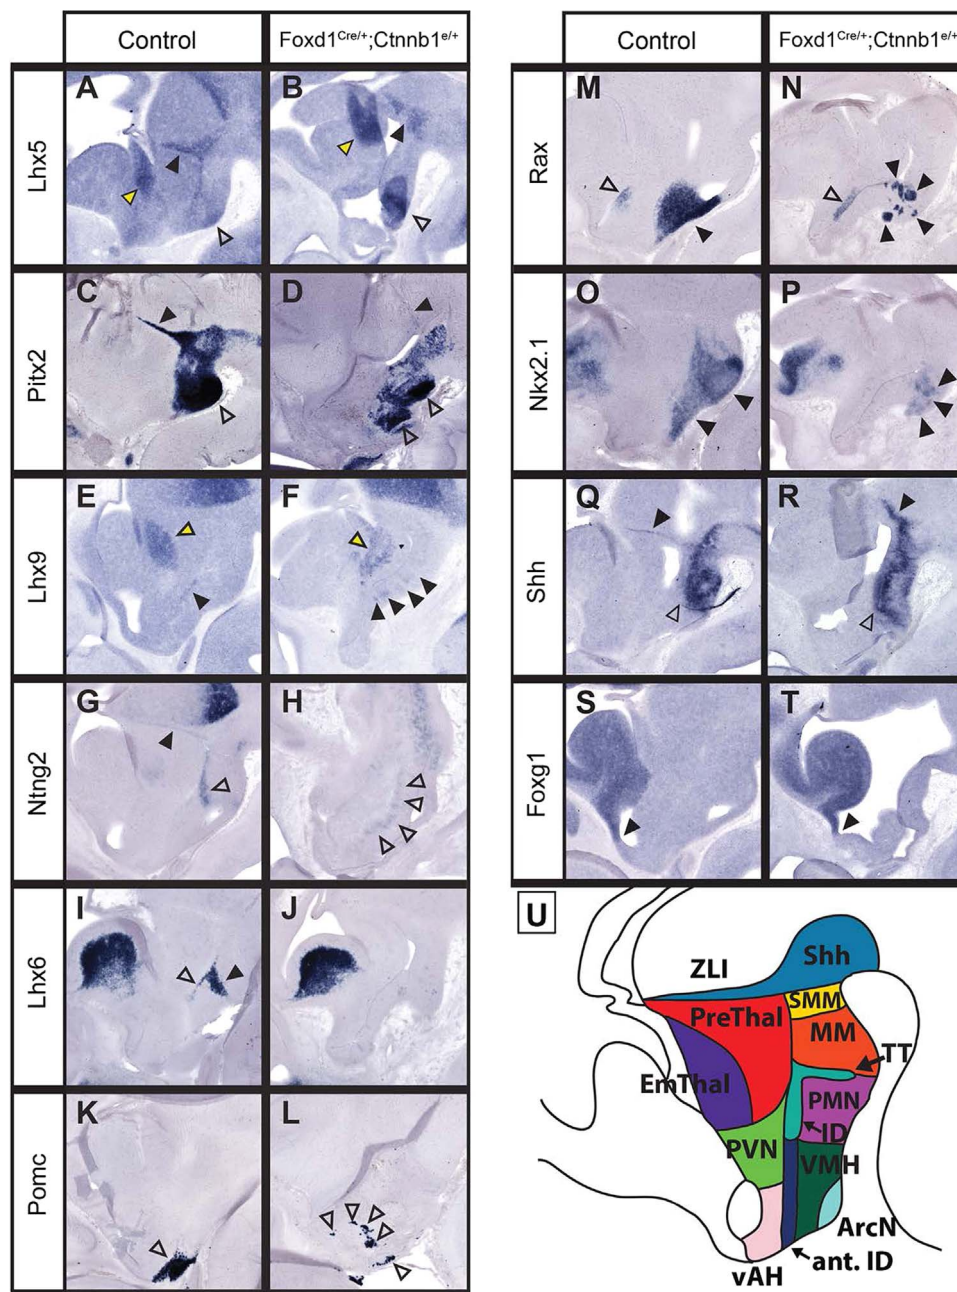 Control
Foxd1Cre/+;Ctnnb1e/+
Lhx5
A
B
Pitx2
C
D
Lhx9
E
F
Ntng2
G
H
Lhx6
I
J
Pomc
K
L
Control
Foxd1Cre/+;Ctnnb1e/+
Rax
M
N
Nkx2.1
O
P
Shh
Q
R
Foxg1
S
T
U
ZLI
Shh
SMM
PreThal
MM
TT
EmThal
PMN
ID
PVN
VMH
ArcN
ant. ID
vAH